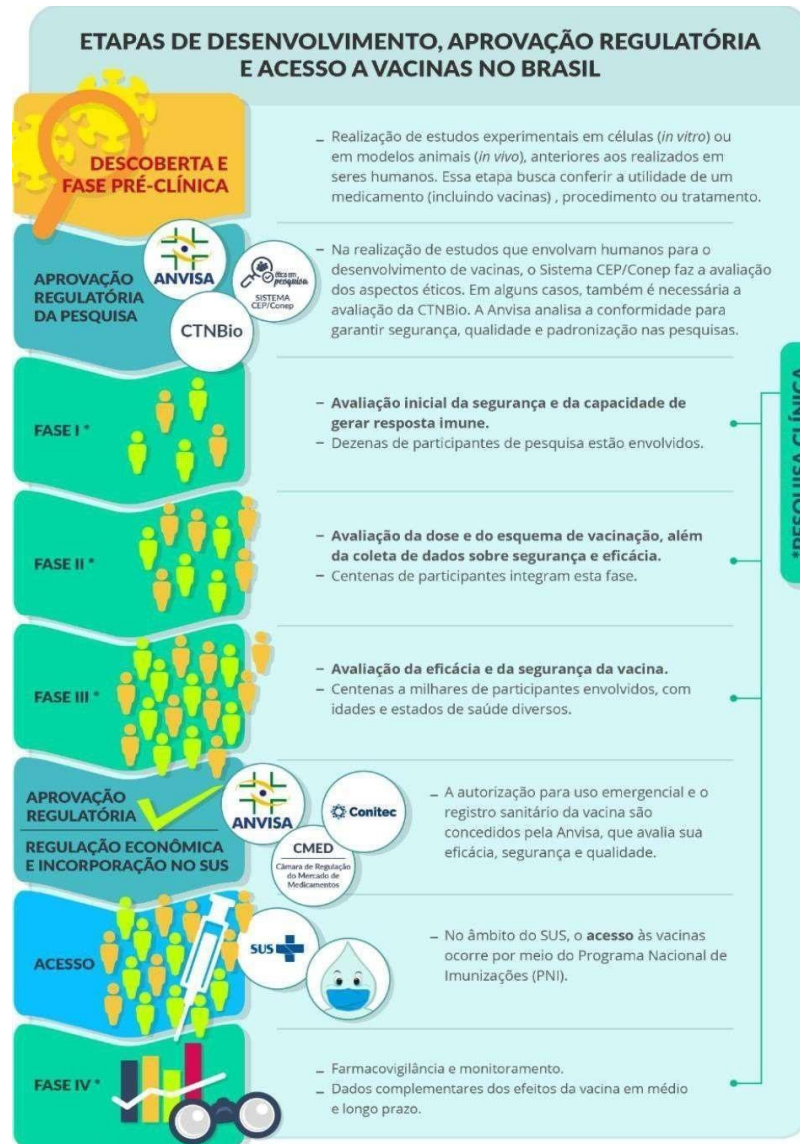 ETAPAS DE DESENVOLVIMENTO, APROVAÇÃO REGULATÓRIA
E ACESSO A VACINAS NO BRASIL
DESCOBERTA E
FASE PRÉ-CLÍNICA
– Realização de estudos experimentais em células (in vitro) ou
em modelos animais (in vivo), anteriores aos realizados em
seres humanos. Essa etapa busca conferir a utilidade de um
medicamento (incluindo vacinas) , procedimento ou tratamento.
APROVAÇÃO
REGULATÓRIA
DA PESQUISA
ANVISA
ética em
pesquisa
SISTEMA
CEP/Conep
CTNBio
– Na realização de estudos que envolvam humanos para o
desenvolvimento de vacinas, o Sistema CEP/Conep faz a avaliação
dos aspectos éticos. Em alguns casos, também é necessária a
avaliação da CTNBio. A Anvisa analisa a conformidade para
garantir segurança, qualidade e padronização nas pesquisas.
*PESQUISA CLÍNICA
FASE I *
– Avaliação inicial da segurança e da capacidade de
gerar resposta imune.
– Dezenas de participantes de pesquisa estão envolvidos.
FASE II *
– Avaliação da dose e do esquema de vacinação, além
da coleta de dados sobre segurança e eficácia.
– Centenas de participantes integram esta fase.
FASE III *
– Avaliação da eficácia e da segurança da vacina.
– Centenas a milhares de participantes envolvidos, com
idades e estados de saúde diversos.
APROVAÇÃO
REGULATÓRIA
REGULAÇÃO ECONÔMICA
E INCORPORAÇÃO NO SUS
ANVISA
Conitec
CMED
Câmara de Regulação
do Mercado de
Medicamentos
– A autorização para uso emergencial e o
registro sanitário da vacina são
concedidos pela Anvisa, que avalia sua
eficácia, segurança e qualidade.
ACESSO
SUS
– No âmbito do SUS, o acesso às vacinas
ocorre por meio do Programa Nacional de
Imunizações (PNI).
FASE IV *
– Farmacovigilância e monitoramento.
– Dados complementares dos efeitos da vacina em médio
e longo prazo.